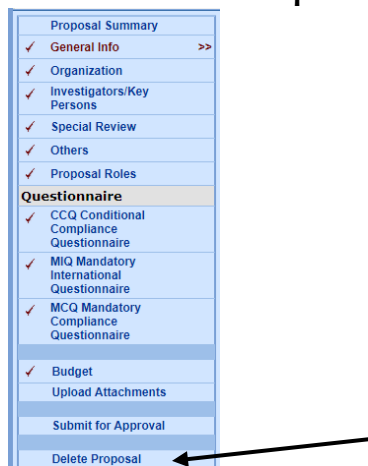 Proposal Summary
General Info >>
Organization
Investigators/Key
Persons
Special Review
Others
Proposal Roles
Questionnaire
CCQ Conditional
Compliance
Questionnaire
MIQ Mandatory
International
Questionnaire
MCQ Mandatory
Compliance
Questionnaire
Budget
Upload Attachments
Submit for Approval
Delete Proposal